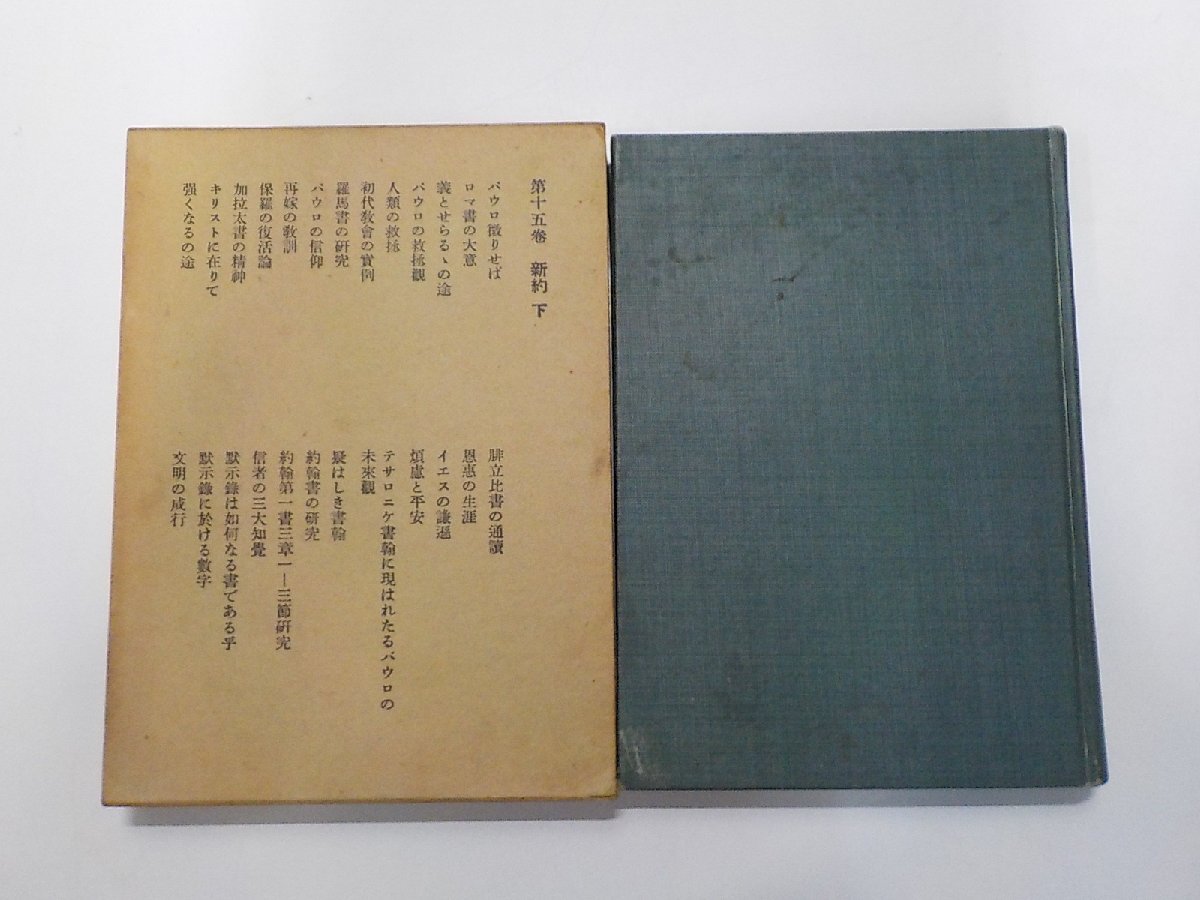 第十五卷 新約 下
パウロ微りせば
ロマ書の大意
義とせらるゝの途
パウロの救拯觀
人類の救拯
初代敎會の實例
羅馬書の硏究
パウロの信仰
再嫁の敎訓
保羅の復活論
加拉太書の精神
キリストに在りて
強くなるの途
腓立比書の通讀
恩惠の生涯
イエスの謙遜
煩慮と平安
テサロニケ書翰に現はれたるパウロの
未來觀
最はしき書翰
約翰書の硏究
約翰第一書三章一―三節硏究
信者の三大知覺
默示錄は如何なる書である乎
默示錄に於ける數字
文明の成行